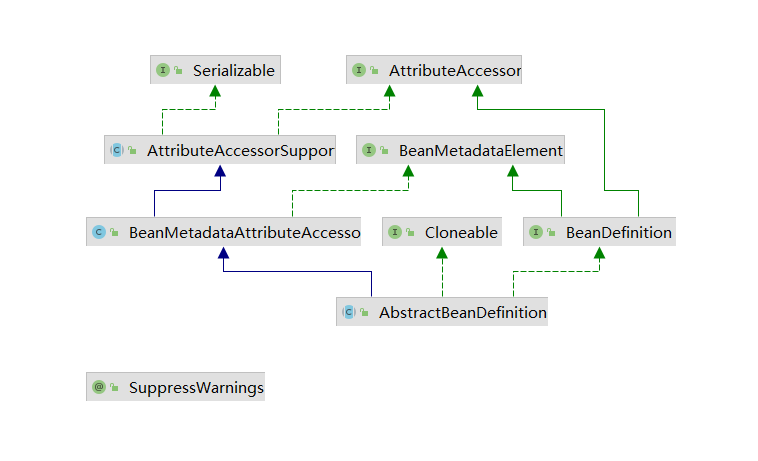 I Serializable
I AttributeAccessor
C AttributeAccessorSuppor
I BeanMetadataElement
C BeanMetadataAttributeAccesso
I Cloneable
I BeanDefinition
C AbstractBeanDefinition
@ SuppressWarnings